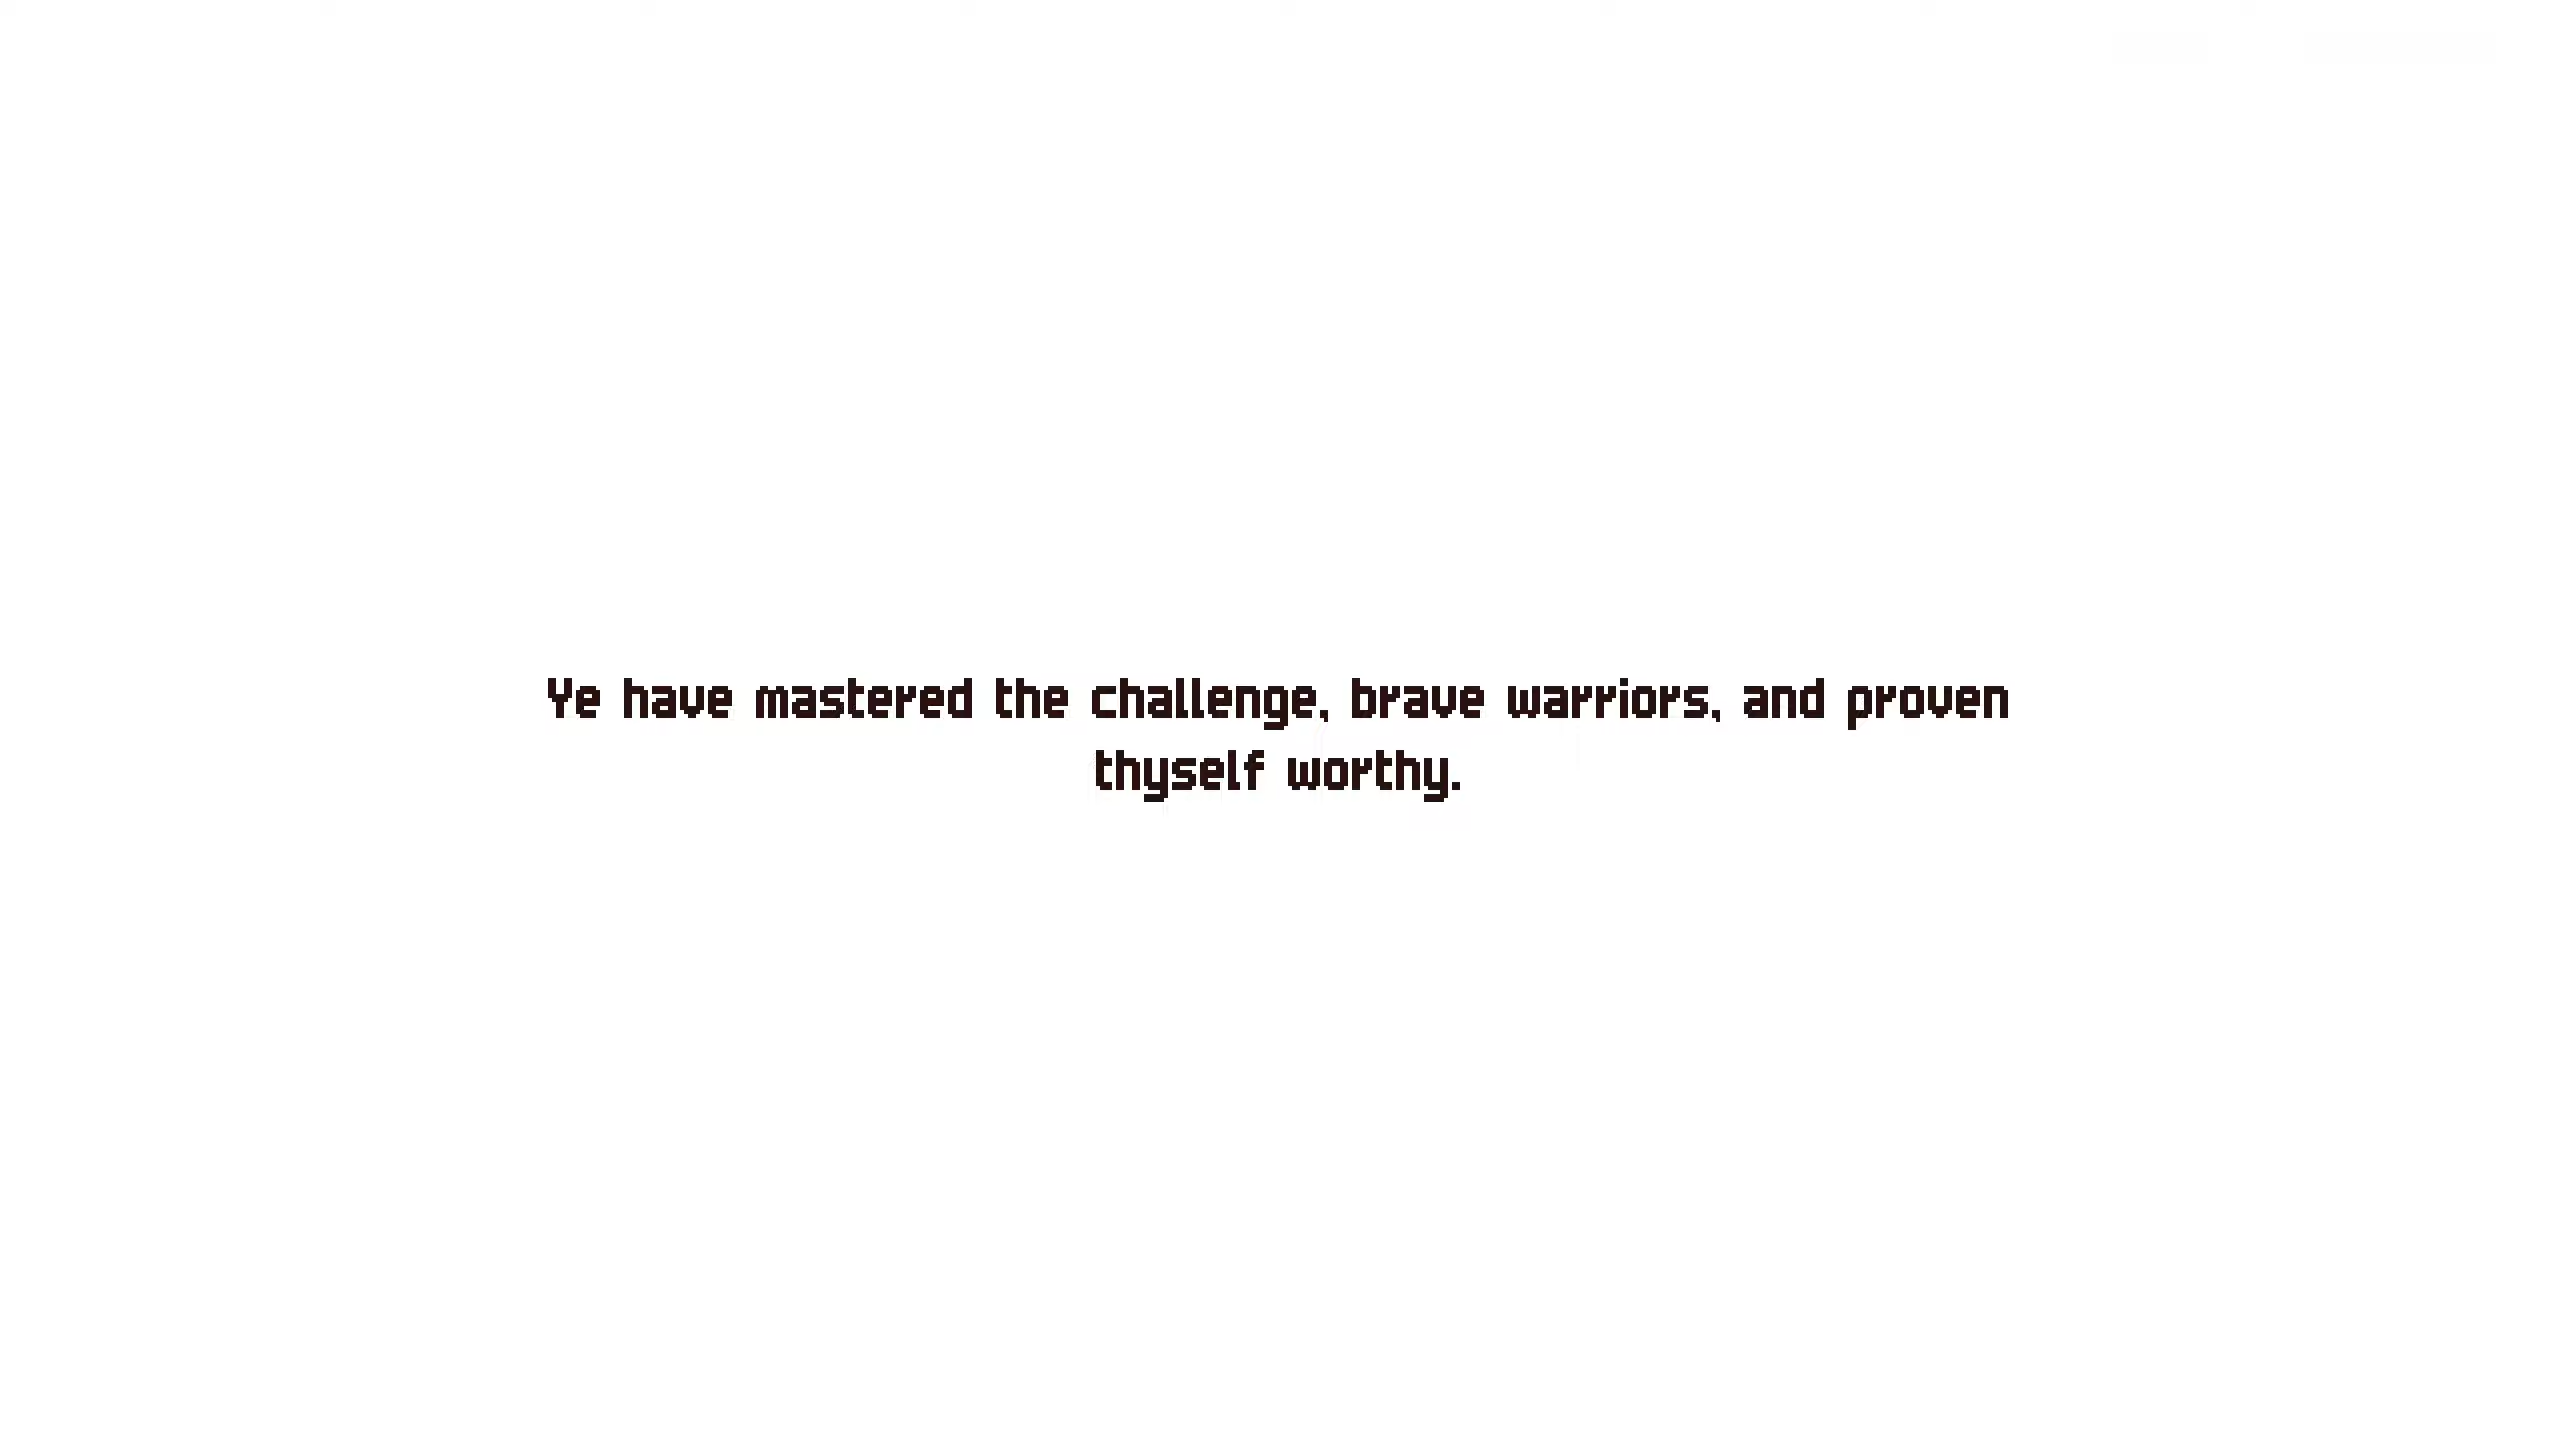 Ye have mastered the challenge, brave warriors, and proven
thyself worthy.